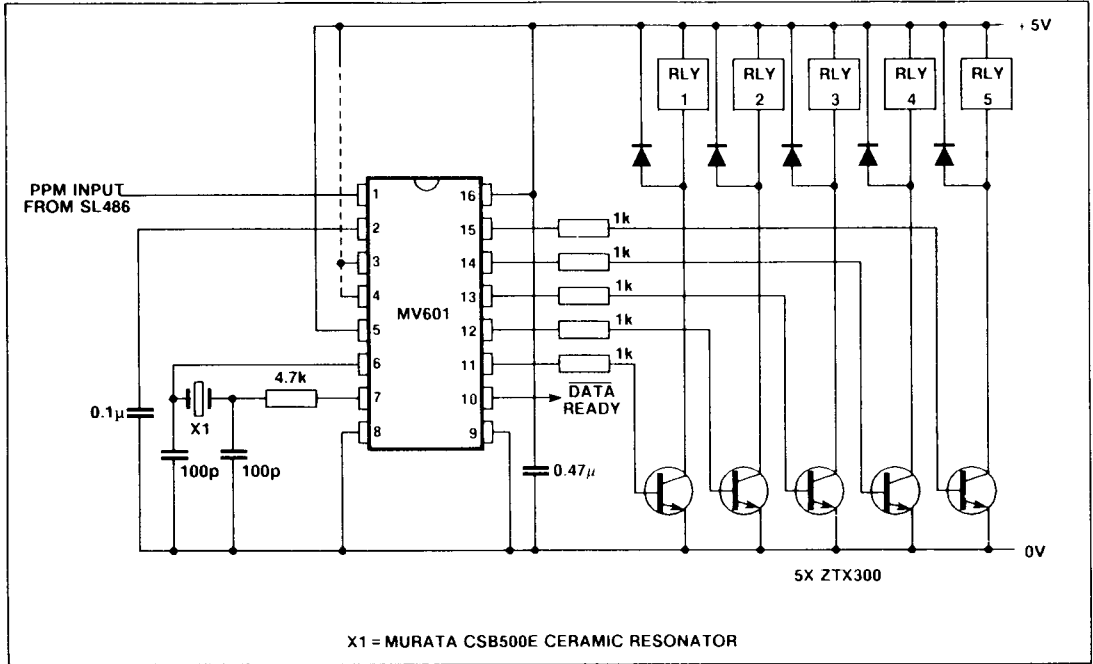 + 5V
RLY 1
RLY 2
RLY 3
RLY 4
RLY 5
PPM INPUT
FROM SL486
1
2
3
4
5
6
7
8
MV601
16
15
14
13
12
11
10
9
1k
1k
1k
1k
1k
DATA
READY
4.7k
0.1µ
X1
100p
100p
0.47µ
0V
5X ZTX300
X1 = MURATA CSB500E CERAMIC RESONATOR